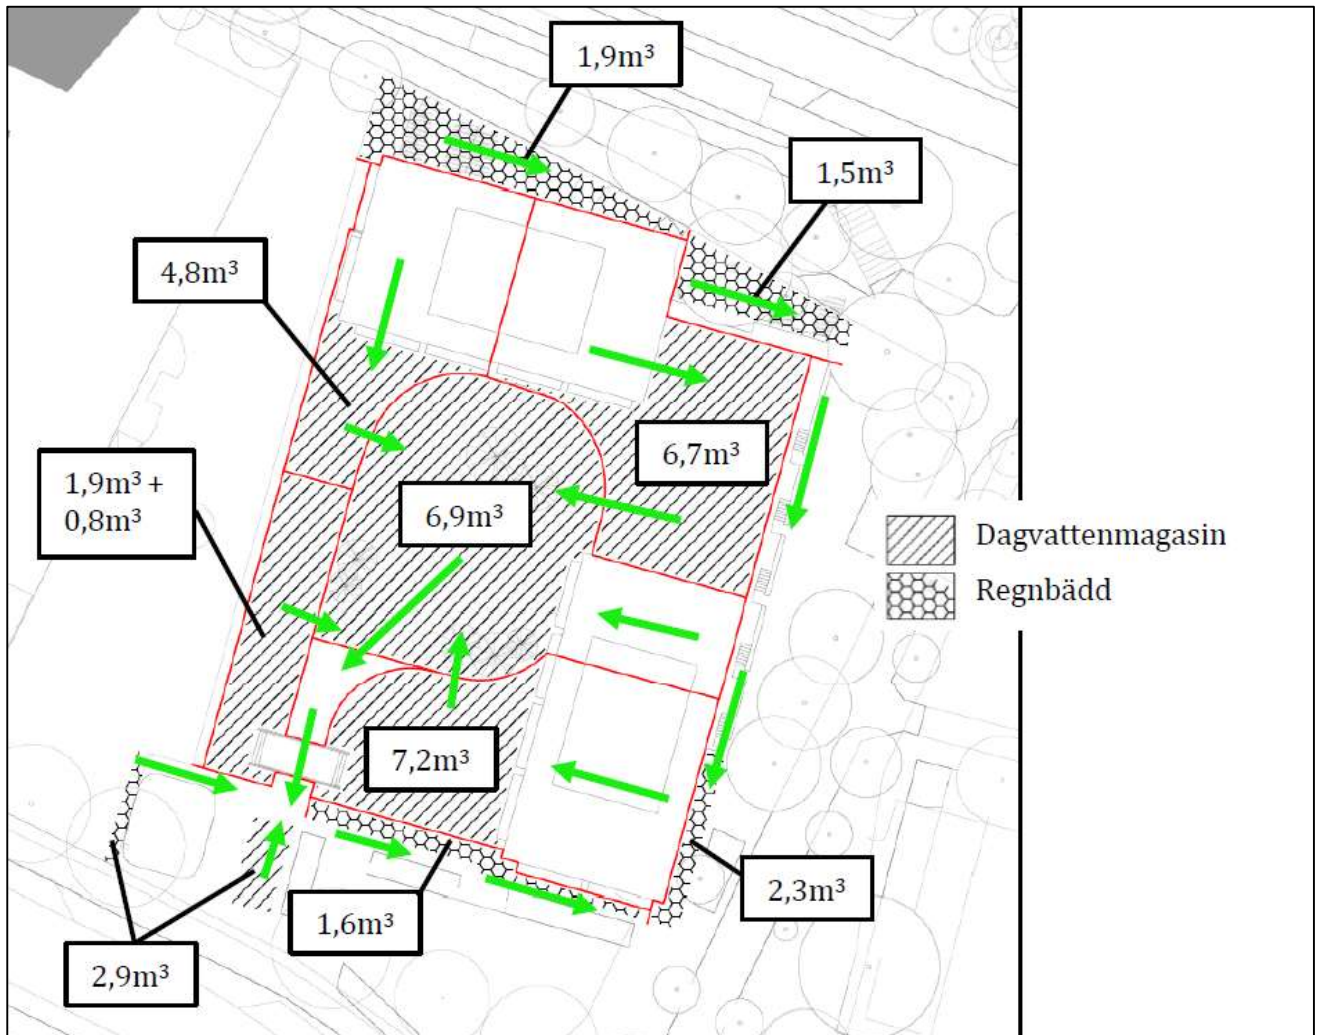 1,9m³
1,5m³
4,8m³
6,7m³
1,9m³ +
0,8m³
6,9m³
Dagvattenmagasin
Regnbädd
7,2m³
2,3m³
1,6m³
2,9m³